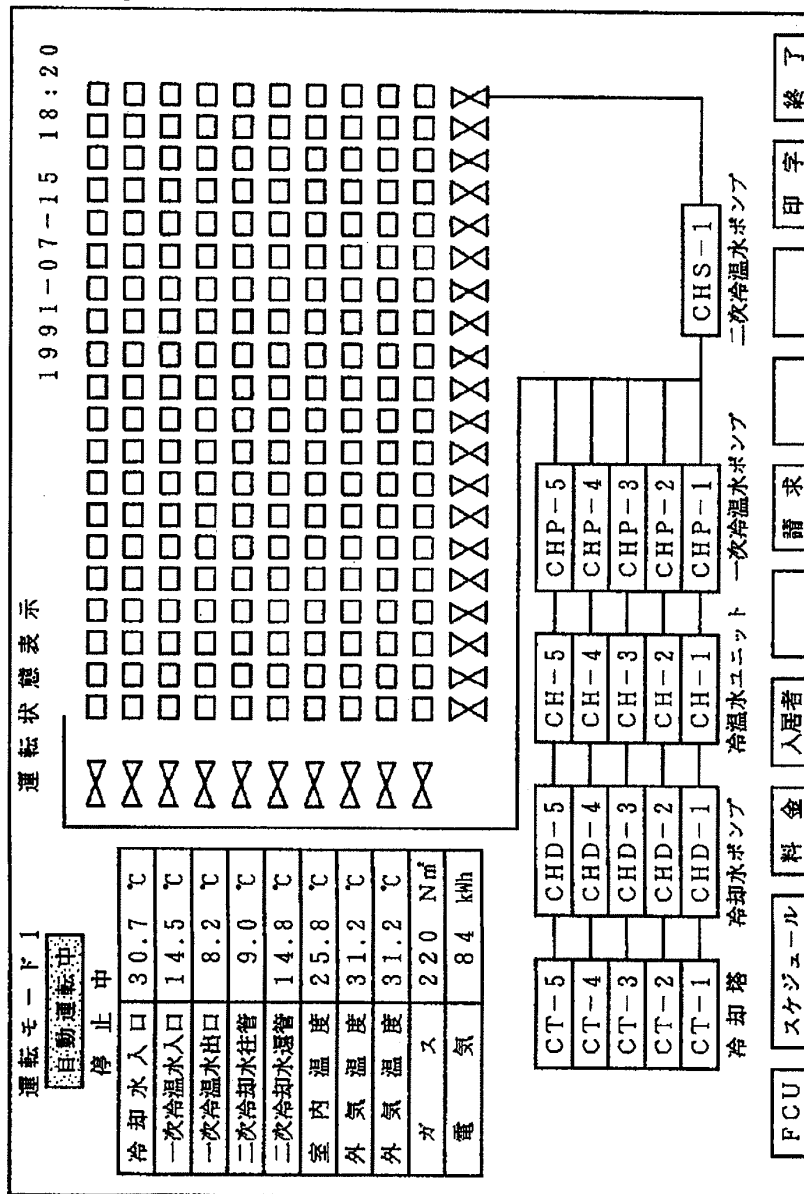 運転モード1
運転状態表示
1991-07-15 18:20
自動運転中
停止中
冷却水入口 30.7 ℃
一次冷温水入口 14.5 ℃
一次冷温水出口 8.2 ℃
二次冷却水往管 9.0 ℃
二次冷却水還管 14.8 ℃
室内温度 25.8 ℃
外気温度 31.2 ℃
外気温度 31.2 ℃
ガス 220 N㎥
電気 84 kWh
CT-5 CHD-5 CH-5 CHP-5
CT-4 CHD-4 CH-4 CHP-4
CT-3 CHD-3 CH-3 CHP-3
CT-2 CHD-2 CH-2 CHP-2
CT-1 CHD-1 CH-1 CHP-1
CHS-1
冷却塔 冷却水ポンプ 冷温水ユニット 一次冷温水ポンプ 二次冷温水ポンプ
FCU スケジュール 料金 入居者 請求 印字 終了